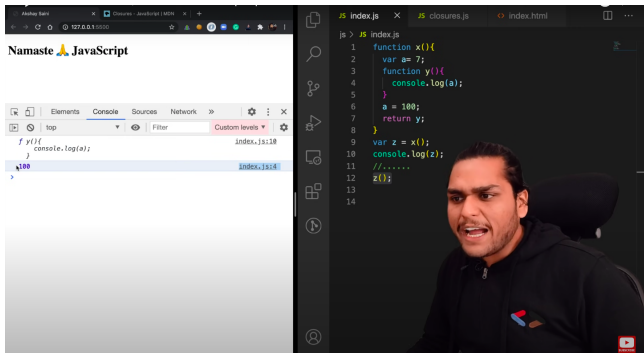 Akshay Saini
Closures - JavaScript | MDN
127.0.0.1:5500
Namaste 🙏 JavaScript
Elements Console Sources Network »
top Filter Custom levels ▼
ƒ y(){ index.js:10
console.log(a);
}
100 index.js:4
>
JS index.js × JS closures.js <> index.html
js > JS index.js
1 function x(){
2 var a= 7;
3 function y(){
4 console.log(a);
5 }
6 a = 100;
7 return y;
8 }
9 var z = x();
10 console.log(z);
11 //......
12 z();
13
14
SUBSCRIBE